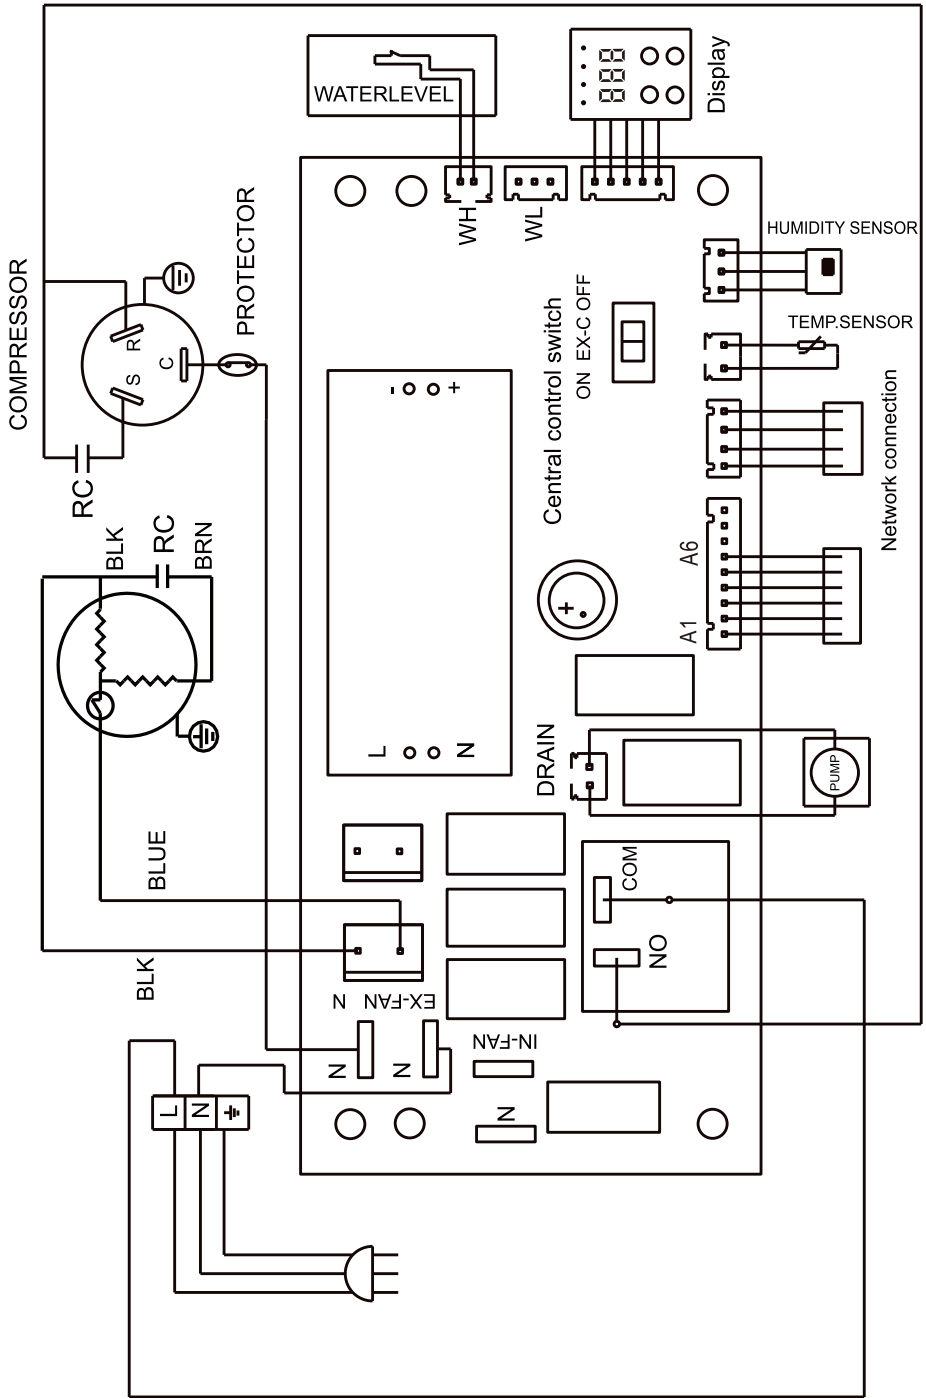 Display
WATERLEVEL
WH
WL
PROTECTOR
HUMIDITY SENSOR
COMPRESSOR
R
S
C
TEMP.SENSOR
ON EX-C OFF
Central control switch
- +
RC
Network connection
BLK
RC
BRN
A6
A1
+
L
N
DRAIN
PUMP
BLUE
COM
NO
BLK
N
EX-FAN
IN-FAN
N
N
N
L
N